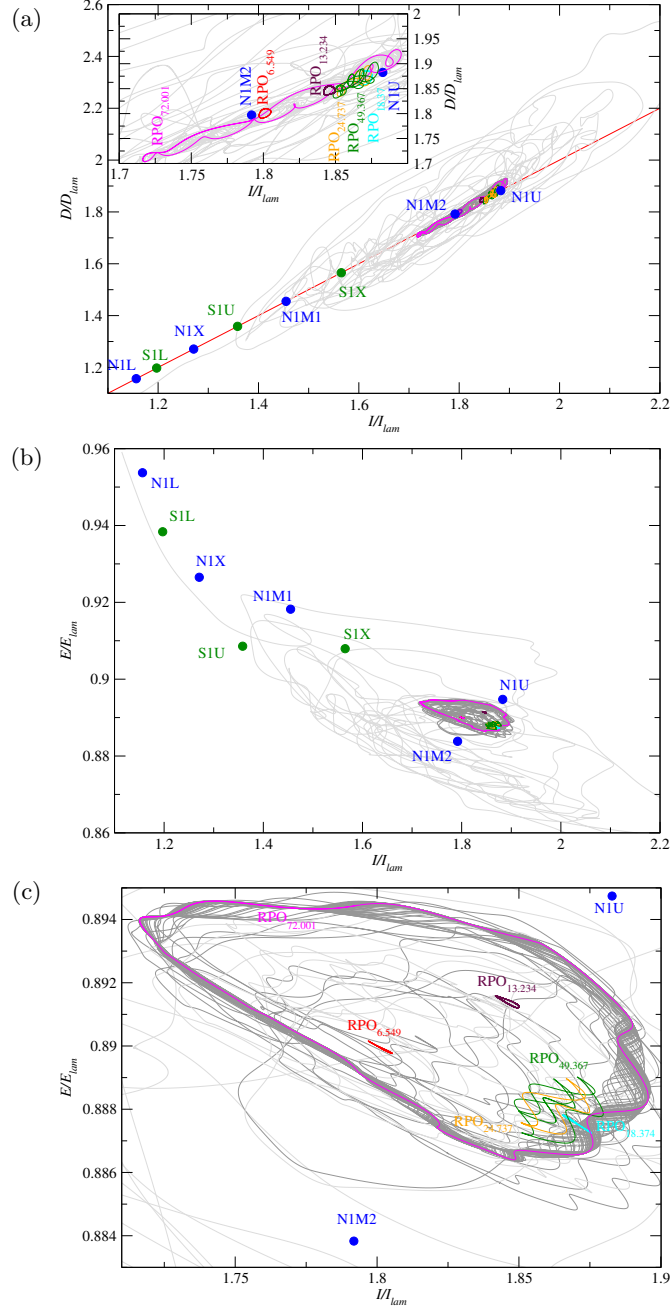 (a)
2.6
2.4
2.2
2
1.8
1.6
1.4
1.2
D/D_lam
1.2
1.4
1.6
1.8
2
2.2
I/I_lam
2
1.95
1.9
1.85
1.8
1.75
1.7
D/D_lam
1.7
1.75
1.8
1.85
I/I_lam
RPO_72.001
N1M2
RPO_6.549
RPO_13.234
RPO_49.367
N1U
N1M2
N1U
S1X
N1M1
S1U
N1X
S1L
N1L
(b)
0.96
0.94
0.92
0.9
0.88
0.86
E/E_lam
N1L
S1L
N1X
N1M1
S1U
S1X
N1U
N1M2
1.2
1.4
1.6
1.8
2
2.2
I/I_lam
(c)
0.894
0.892
0.89
0.888
0.886
0.884
E/E_lam
N1U
RPO_72.001
RPO_13.234
RPO_6.549
RPO_49.367
N1M2
1.75
1.8
1.85
1.9
I/I_lam